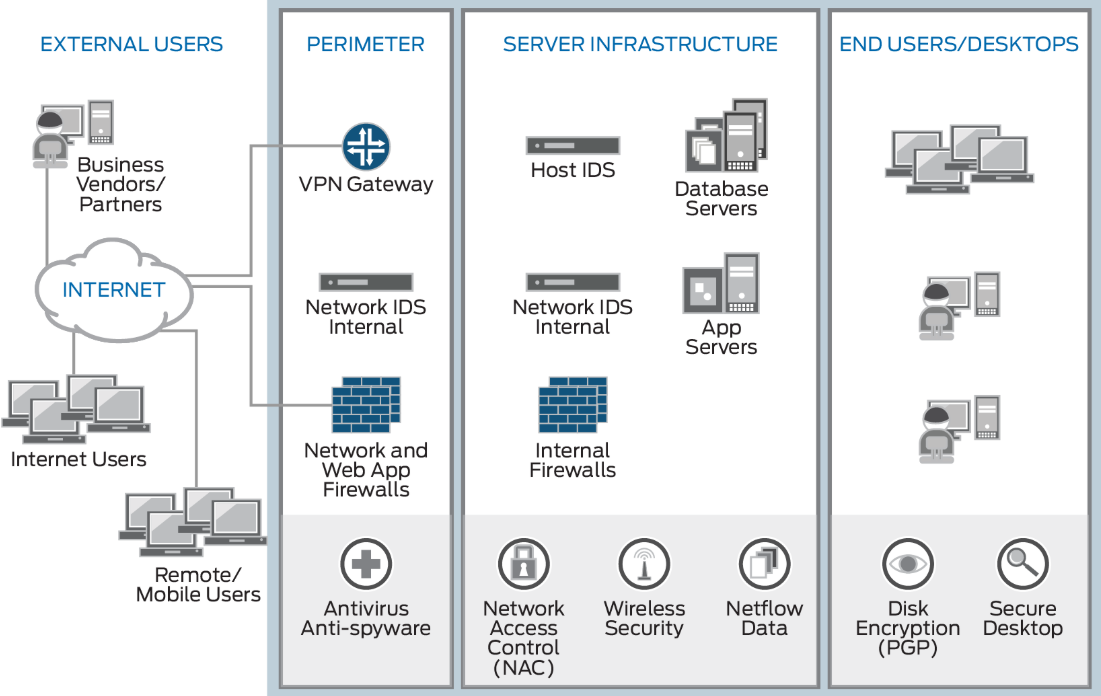 EXTERNAL USERS
Business
Vendors/
Partners
INTERNET
Internet Users
Remote/
Mobile Users
PERIMETER
VPN Gateway
Network IDS
Internal
Network and
Web App
Firewalls
Antivirus
Anti-spyware
SERVER INFRASTRUCTURE
Host IDS
Database
Servers
Network IDS
Internal
App
Servers
Internal
Firewalls
Network
Access
Control
(NAC)
Wireless
Security
Netflow
Data
END USERS/DESKTOPS
Disk
Encryption
(PGP)
Secure
Desktop